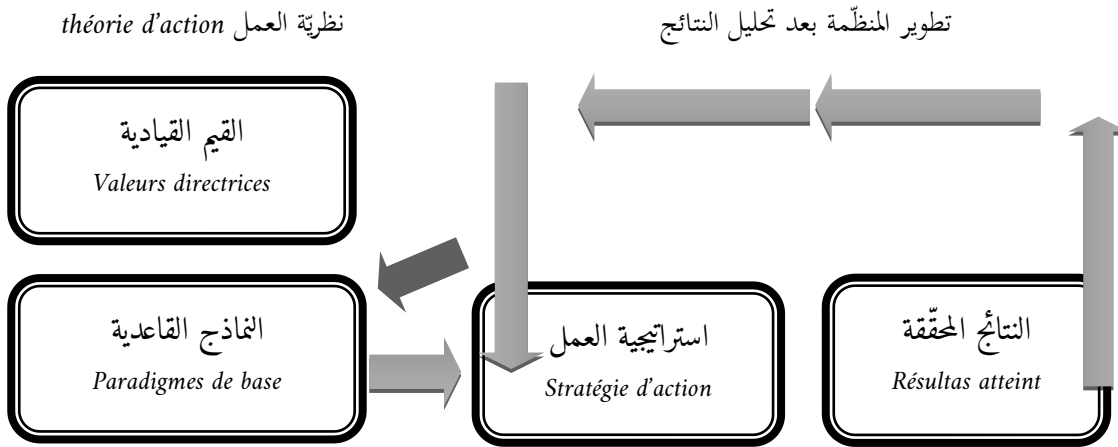 تطوير المنظّمة بعد تحليل النتائج
نظريّة العمل théorie d'action
القيم القيادية
Valeurs directrices
النماذج القاعدية
Paradigmes de base
استراتيجية العمل
Stratégie d'action
النتائج المحقّقة
Résultas atteint